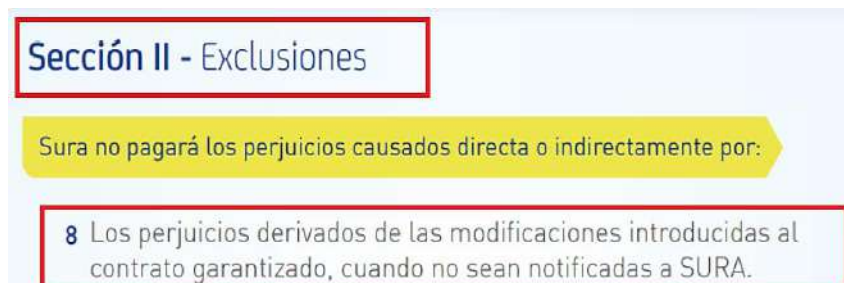 Sección II - Exclusiones
Sura no pagará los perjuicios causados directa o indirectamente por:
8 Los perjuicios derivados de las modificaciones introducidas al
contrato garantizado, cuando no sean notificadas a SURA.